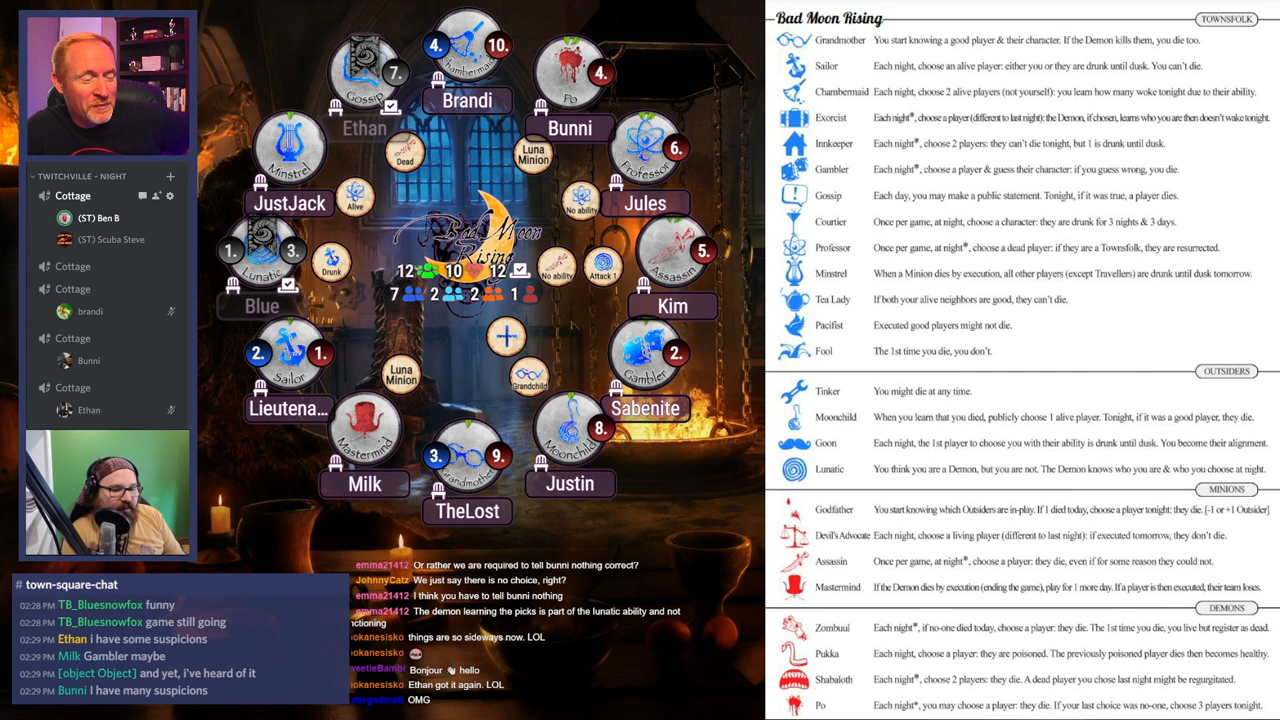 TWITCHVILLE - NIGHT
Cottage
(ST) Ben B
(ST) Scuba Steve
Cottage
Cottage
brandi
Cottage
Bunni
Cottage
Ethan
# town-square-chat
02:28 PM TB_Bluesnowfox funny
02:28 PM TB_Bluesnowfox game still going
02:29 PM Ethan i have some suspicions
02:29 PM Milk Gambler maybe
02:29 PM [object Object] and yet, i've heard of it
02:29 PM Bunni I have many suspicions
4. Chambermaid 10.
Brandi
Gossip 7.
Ethan
Po 4.
Bunni
Dead
Luna Minion
Minstrel
JustJack
Alive
Professor 6.
Jules
No ability
1. Lunatic 3.
Blue
Drunk
Bad Moon Rising
12 10 12
7 2 2 1
No ability
Attack 1
Assassin 5.
Kim
2. Sailor 1.
Lieutena...
Luna Minion
Grandchild
Gambler 2.
Sabenite
Mastermind
Milk
3. Grandmother 9.
TheLost
Moonchild 8.
Justin
emma21412 Or rather we are required to tell bunni nothing correct?
JohnnyCatz We just say there is no choice, right?
emma21412 I think you have to tell bunni nothing
emma21412 The demon learning the picks is part of the lunatic ability and not
nctioning
okanesisko things are so sideways now. LOL
okanesisko
veetieBambi Bonjour hello
okanesisko Ethan got it again. LOL
OMG
Bad Moon Rising
TOWNSFOLK
Grandmother You start knowing a good player & their character. If the Demon kills them, you die too.
Sailor Each night, choose an alive player: either you or they are drunk until dusk. You can't die.
Chambermaid Each night, choose 2 alive players (not yourself): you learn how many woke tonight due to their ability.
Exorcist Each night*, choose a player (different to last night): the Demon, if chosen, learns who you are then doesn't wake tonight.
Innkeeper Each night*, choose 2 players: they can't die tonight, but 1 is drunk until dusk.
Gambler Each night*, choose a player & guess their character: if you guess wrong, you die.
Gossip Each day, you may make a public statement. Tonight, if it was true, a player dies.
Courtier Once per game, at night, choose a character: they are drunk for 3 nights & 3 days.
Professor Once per game, at night*, choose a dead player: if they are a Townsfolk, they are resurrected.
Minstrel When a Minion dies by execution, all other players (except Travellers) are drunk until dusk tomorrow.
Tea Lady If both your alive neighbors are good, they can't die.
Pacifist Executed good players might not die.
Fool The 1st time you die, you don't.
OUTSIDERS
Tinker You might die at any time.
Moonchild When you learn that you died, publicly choose 1 alive player. Tonight, if it was a good player, they die.
Goon Each night, the 1st player to choose you with their ability is drunk until dusk. You become their alignment.
Lunatic You think you are a Demon, but you are not. The Demon knows who you are & who you choose at night.
MINIONS
Godfather You start knowing which Outsiders are in-play. If 1 died today, choose a player tonight: they die. [-1 or +1 Outsider]
Devil's Advocate Each night, choose a living player (different to last night): if executed tomorrow, they don't die.
Assassin Once per game, at night*, choose a player: they die, even if for some reason they could not.
Mastermind If the Demon dies by execution (ending the game), play for 1 more day. If a player is then executed, their team loses.
DEMONS
Zombuul Each night*, if no-one died today, choose a player: they die. The 1st time you die, you live but register as dead.
Pukka Each night, choose a player: they are poisoned. The previously poisoned player dies then becomes healthy.
Shabaloth Each night*, choose 2 players: they die. A dead player you chose last night might be regurgitated.
Po Each night*, you may choose a player: they die. If your last choice was no-one, choose 3 players tonight.